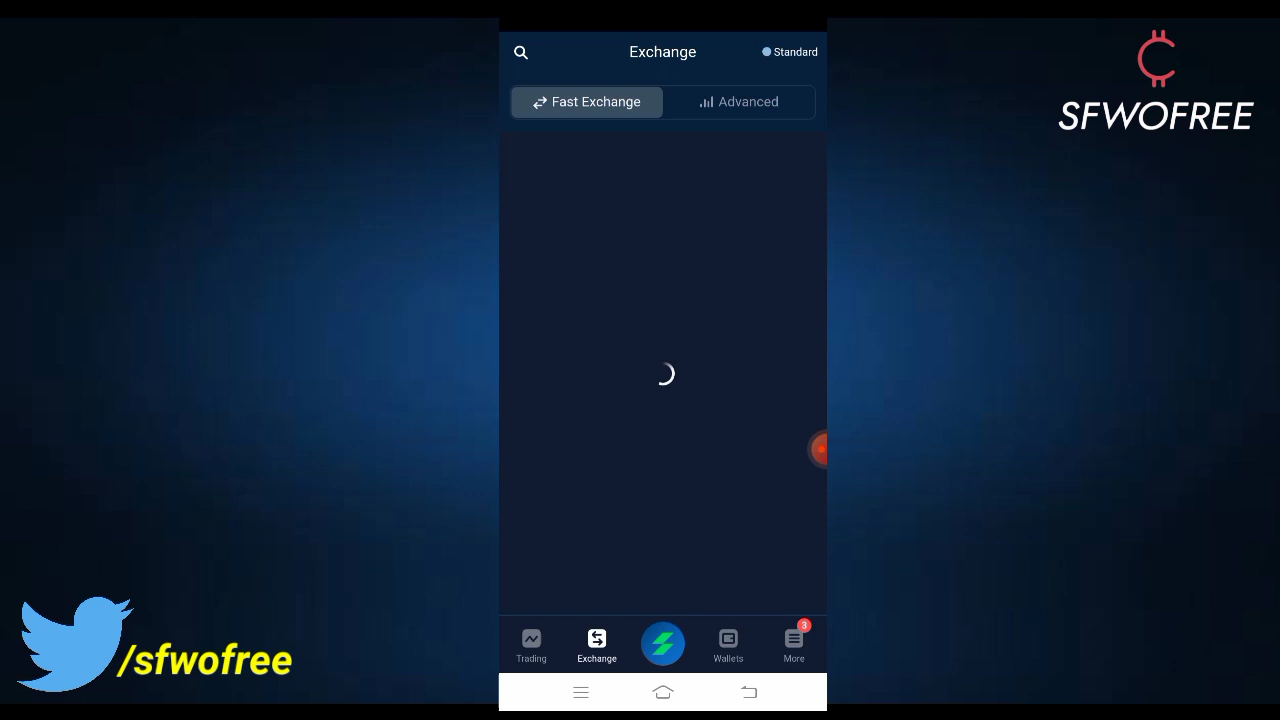 Exchange
Standard
Fast Exchange
Advanced
SFWOFREE
3
Trading
Exchange
Wallets
More
/sfwofree